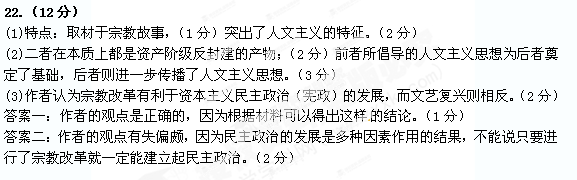 22.（12分）
(1)特点：取材于宗教故事，（1分）突出了人文主义的特征。（2分）
(2)二者在本质上都是资产阶级反封建的产物；（2分）前者所倡导的人文主义思想为后者奠
定了基础，后者则进一步传播了人文主义思想。（3分）
(3)作者认为宗教改革有利于资本主义民主政治（宪政）的发展，而文艺复兴则相反。（2分）
答案一：作者的观点是正确的，因为根据材料可以得出这样的结论。（1分）
答案二：作者的观点有失偏颇，因为民主政治的发展是多种因素作用的结果，不能说只要进
行了宗教改革就一定能建立起民主政治。（2分）